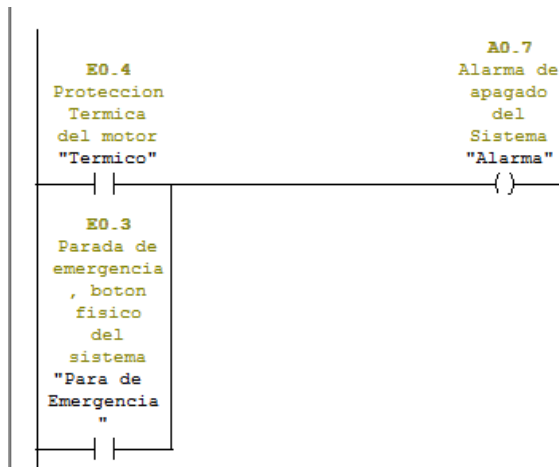 E0.4
Proteccion
Termica
del motor
"Termico"
A0.7
Alarma de
apagado
del
Sistema
"Alarma"
E0.3
Parada de
emergencia
, boton
fisico
del
sistema
"Para de
Emergencia
"